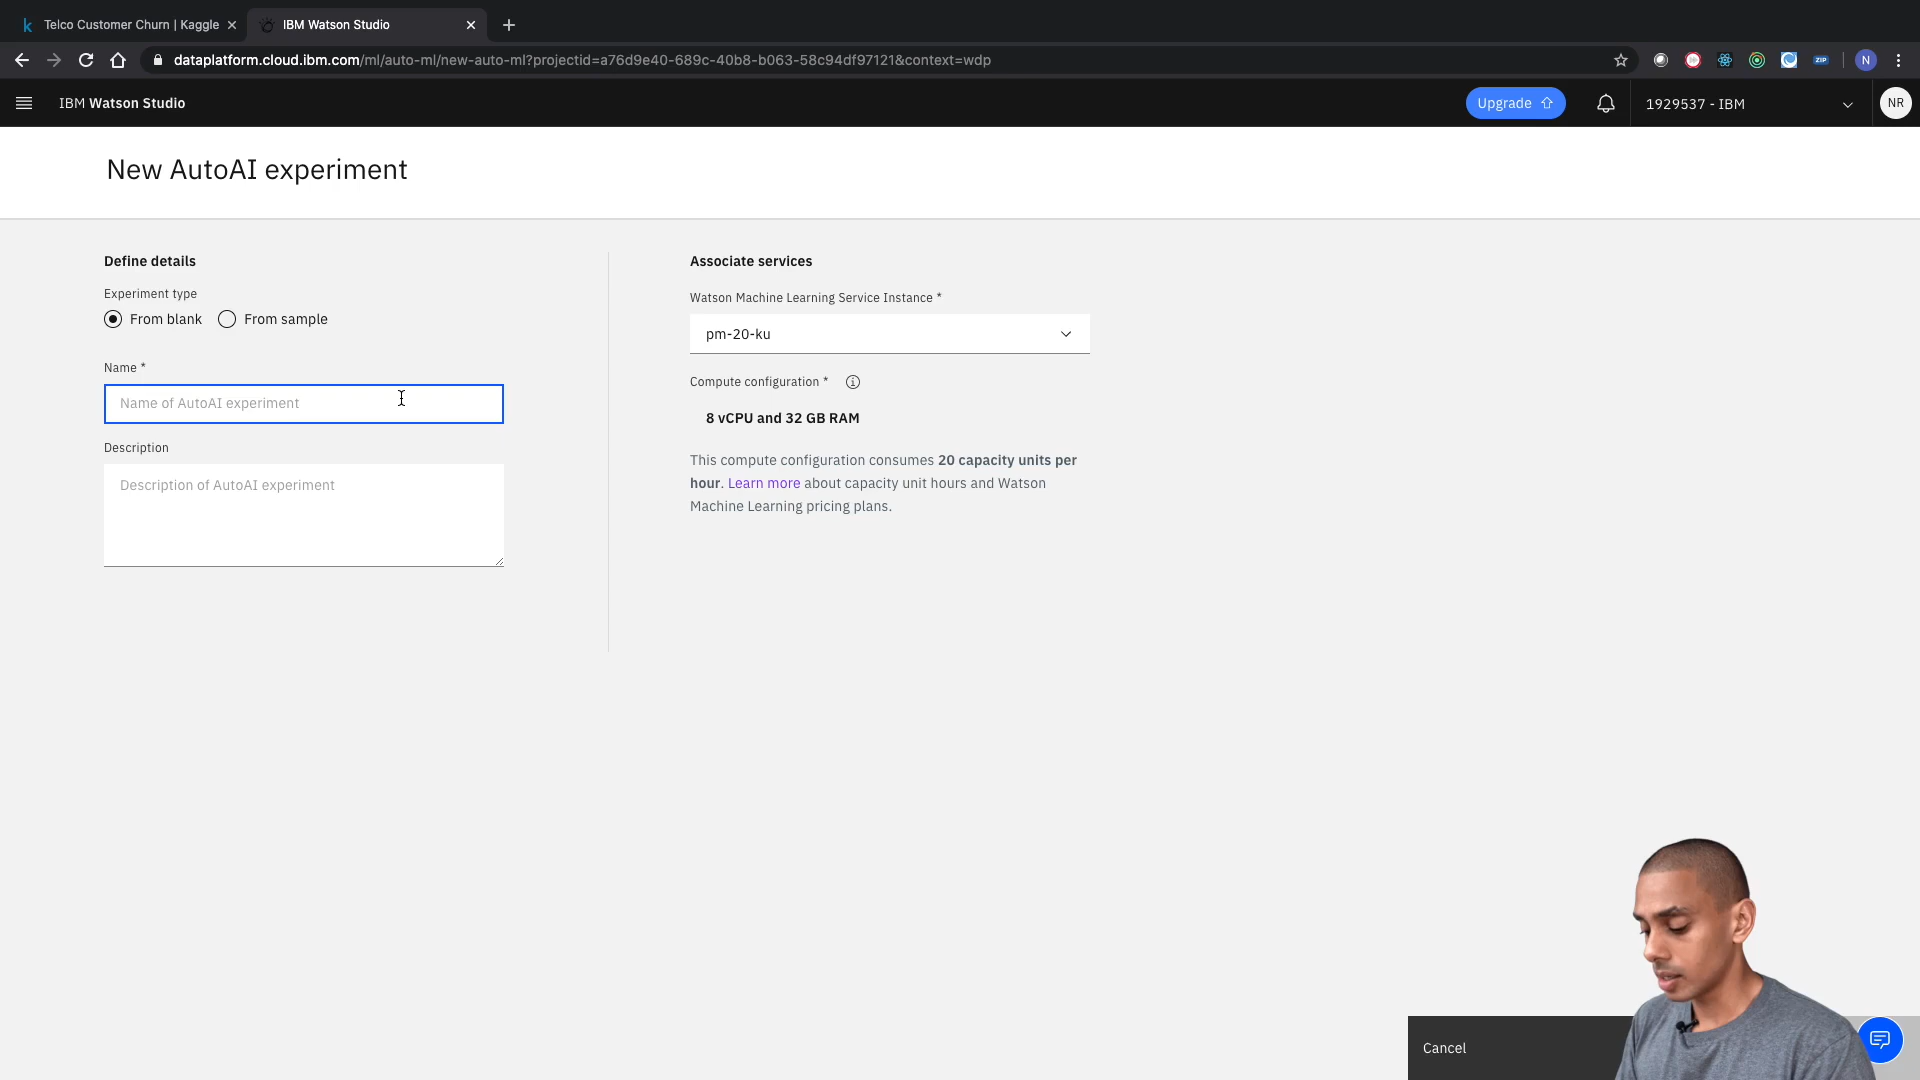 k Telco Customer Churn | Kaggle
IBM Watson Studio
dataplatform.cloud.ibm.com/ml/auto-ml/new-auto-ml?projectid=a76d9e40-689c-40b8-b063-58c94df97121&context=wdp
ZIP
N
IBM Watson Studio
Upgrade
1929537 - IBM
NR
New AutoAI experiment
Define details
Experiment type
From blank
From sample
Name *
Name of AutoAI experiment
Description
Description of AutoAI experiment
Associate services
Watson Machine Learning Service Instance *
pm-20-ku
Compute configuration *
8 vCPU and 32 GB RAM
This compute configuration consumes 20 capacity units per
hour. Learn more about capacity unit hours and Watson
Machine Learning pricing plans.
Cancel